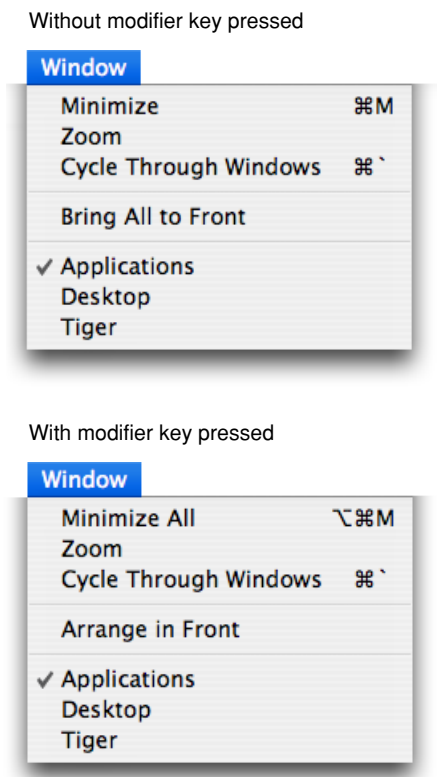 Without modifier key pressed
Window
Minimize ⌘M
Zoom
Cycle Through Windows ⌘`
Bring All to Front
✓ Applications
Desktop
Tiger
With modifier key pressed
Window
Minimize All ⌥⌘M
Zoom
Cycle Through Windows ⌘`
Arrange in Front
✓ Applications
Desktop
Tiger